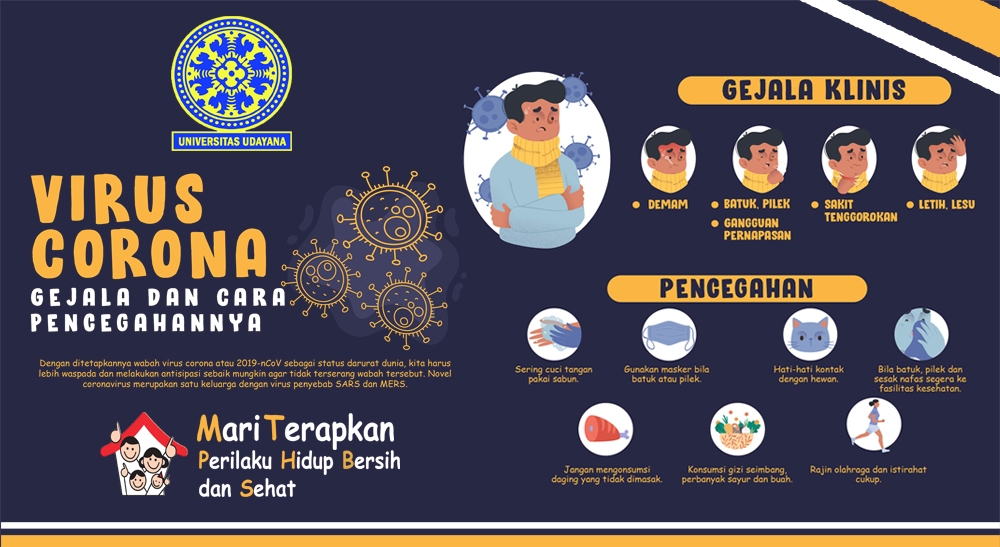 UNIVERSITAS UDAYANA
VIRUS
CORONA
GEJALA DAN CARA
PENCEGAHANNYA
Dengan ditetapkannya wabah virus corona atau 2019-nCoV sebagai status darurat dunia, kita harus
lebih waspada dan melakukan antisipasi sebaik mungkin agar tidak terserang wabah tersebut. Novel
coronavirus merupakan satu keluarga dengan virus penyebab SARS dan MERS.
Mari Terapkan
Perilaku Hidup Bersih
dan Sehat
GEJALA KLINIS
DEMAM
BATUK, PILEK
GANGGUAN
PERNAPASAN
SAKIT
TENGGOROKAN
LETIH, LESU
PENCEGAHAN
Sering cuci tangan
pakai sabun.
Gunakan masker bila
batuk atau pilek.
Hati-hati kontak
dengan hewan.
Bila batuk, pilek dan
sesak nafas segera ke
fasilitas kesehatan.
Jangan mengonsumsi
daging yang tidak dimasak.
Konsumsi gizi seimbang,
perbanyak sayur dan buah.
Rajin olahraga dan istirahat
cukup.